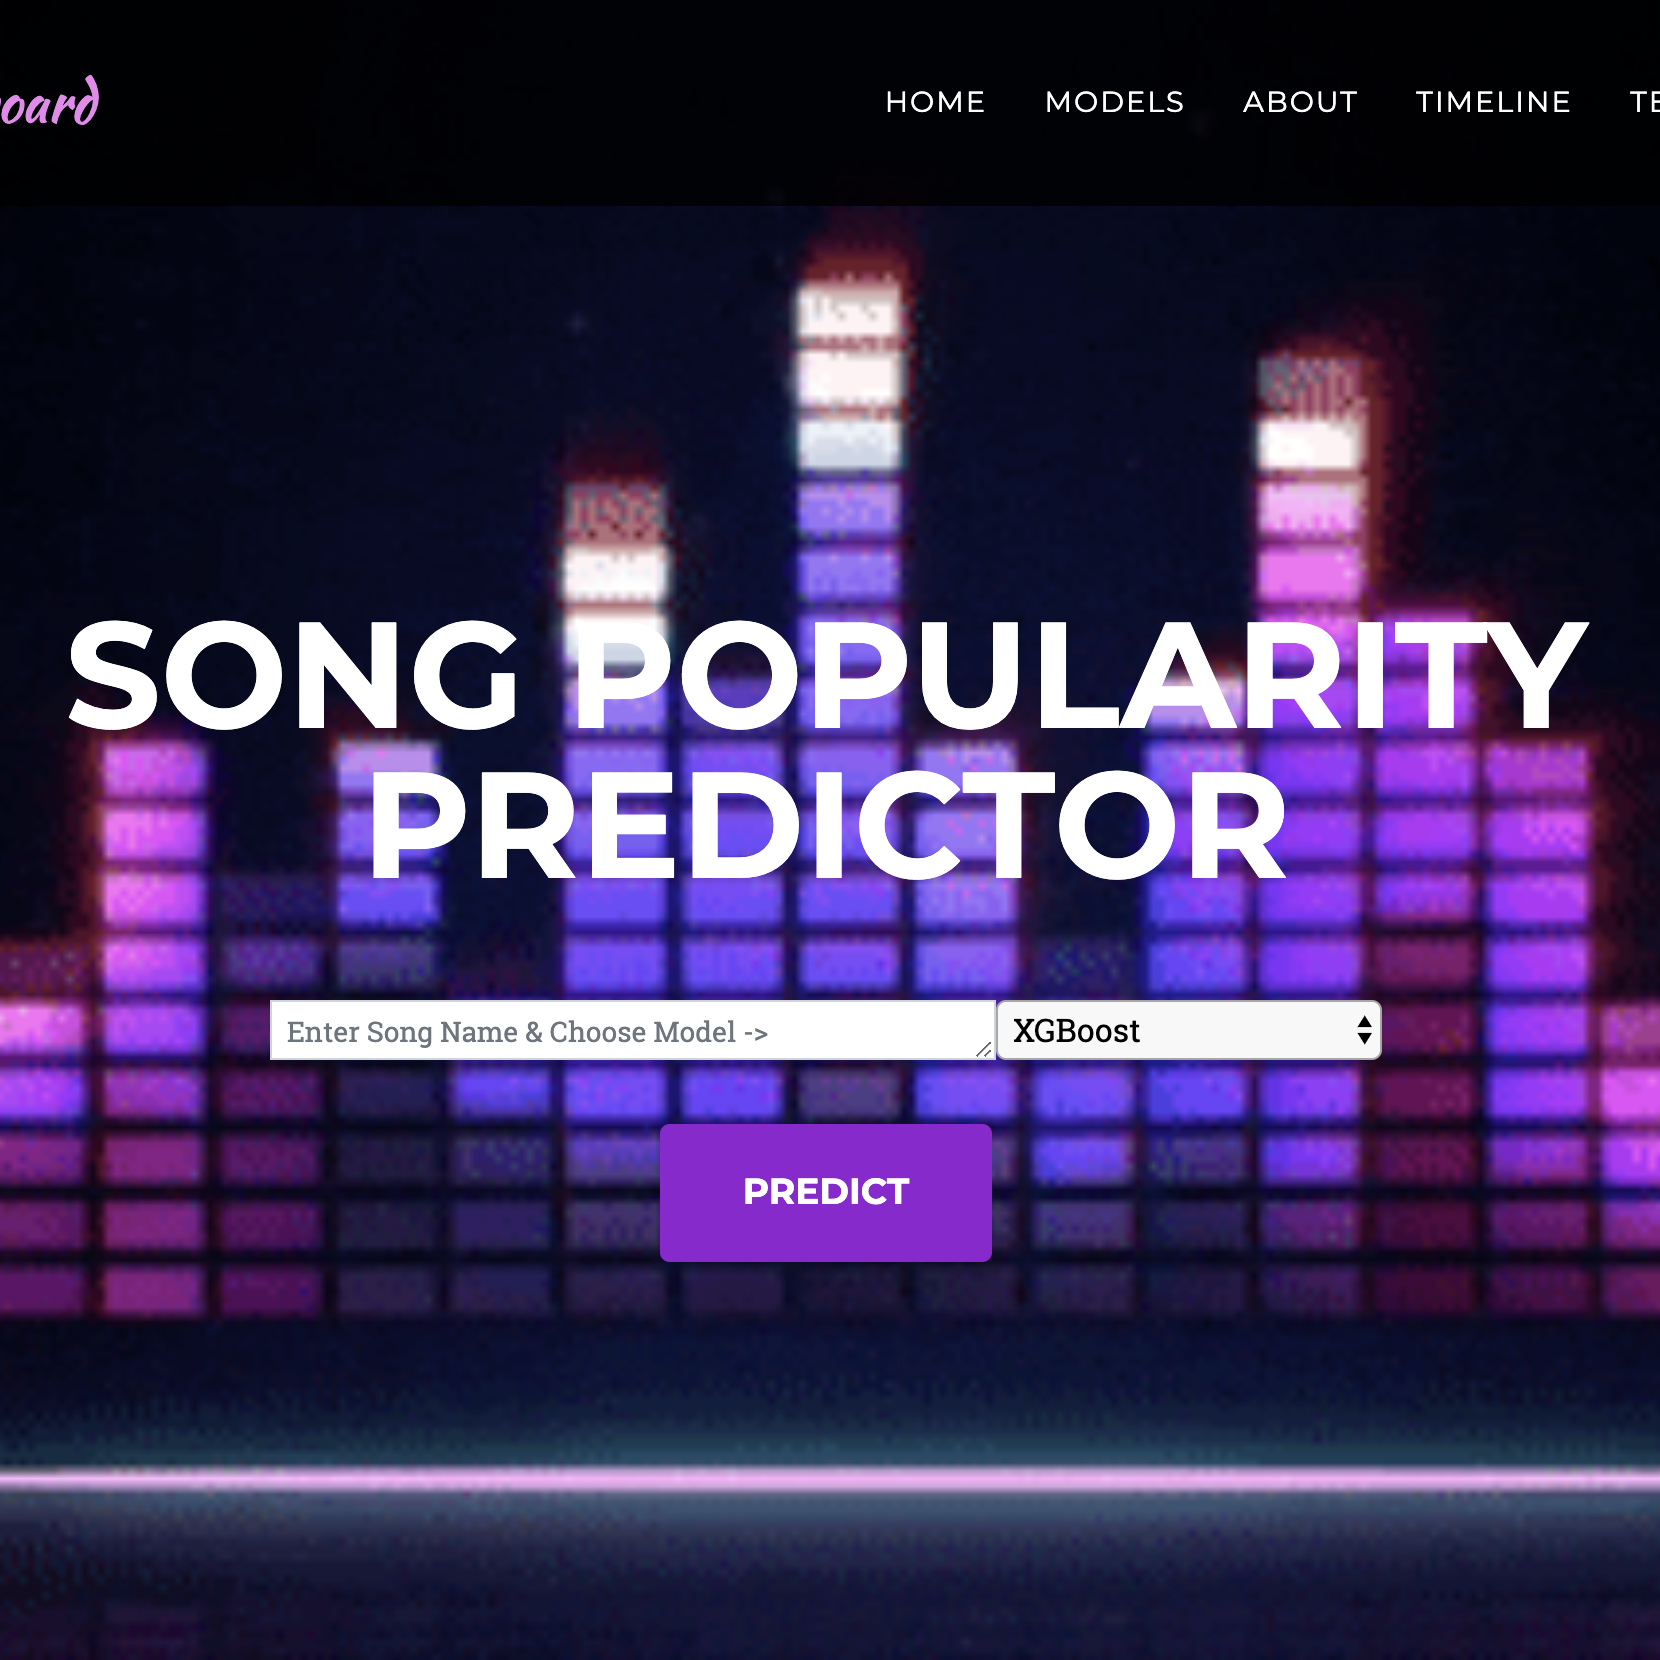 oard
HOME MODELS ABOUT TIMELINE TE
SONG POPULARITY
PREDICTOR
Enter Song Name & Choose Model -> XGBoost
PREDICT